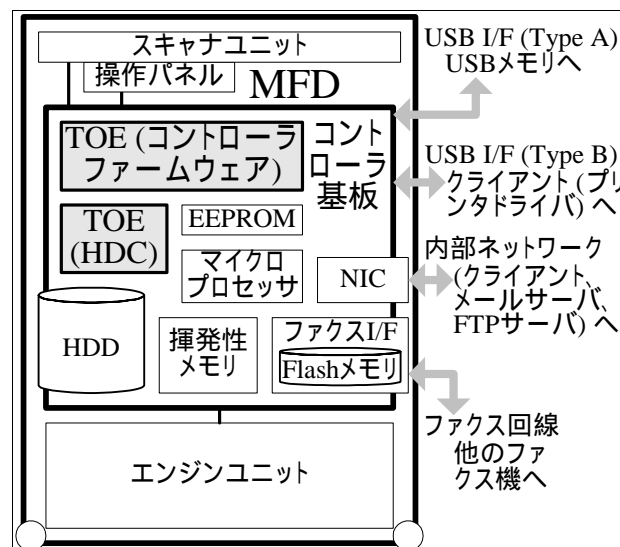 スキャナユニット
操作パネル
MFD
TOE (コントローラ
ファームウェア)
コント
ローラ
基板
TOE
(HDC)
EEPROM
マイクロ
プロセッサ
NIC
HDD
揮発性
メモリ
ファクスI/F
Flashメモリ
エンジンユニット
USB I/F (Type A)
USBメモリへ
USB I/F (Type B)
クライアント (プリ
ンタドライバ) へ
内部ネットワーク
(クライアント、
メールサーバ、
FTPサーバ) へ
ファクス回線
他のファ
クス機へ